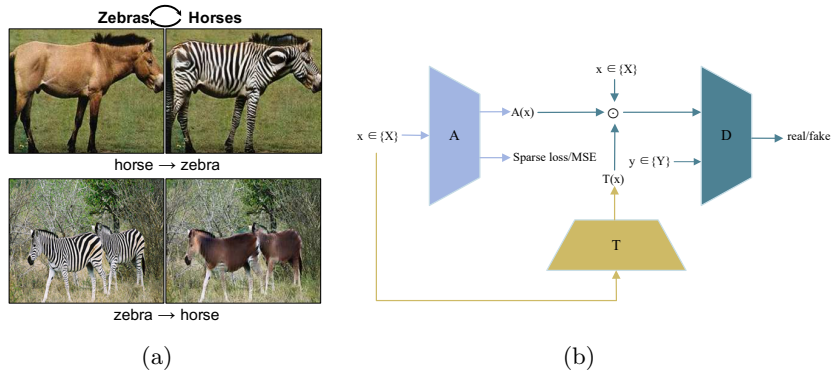 Zebras Horses
horse → zebra
zebra → horse
(a)
x ∈{X}
x ∈{X}
A
A(x)
⊙
D
real/fake
Sparse loss/MSE
y ∈{Y}
T(x)
T
(b)